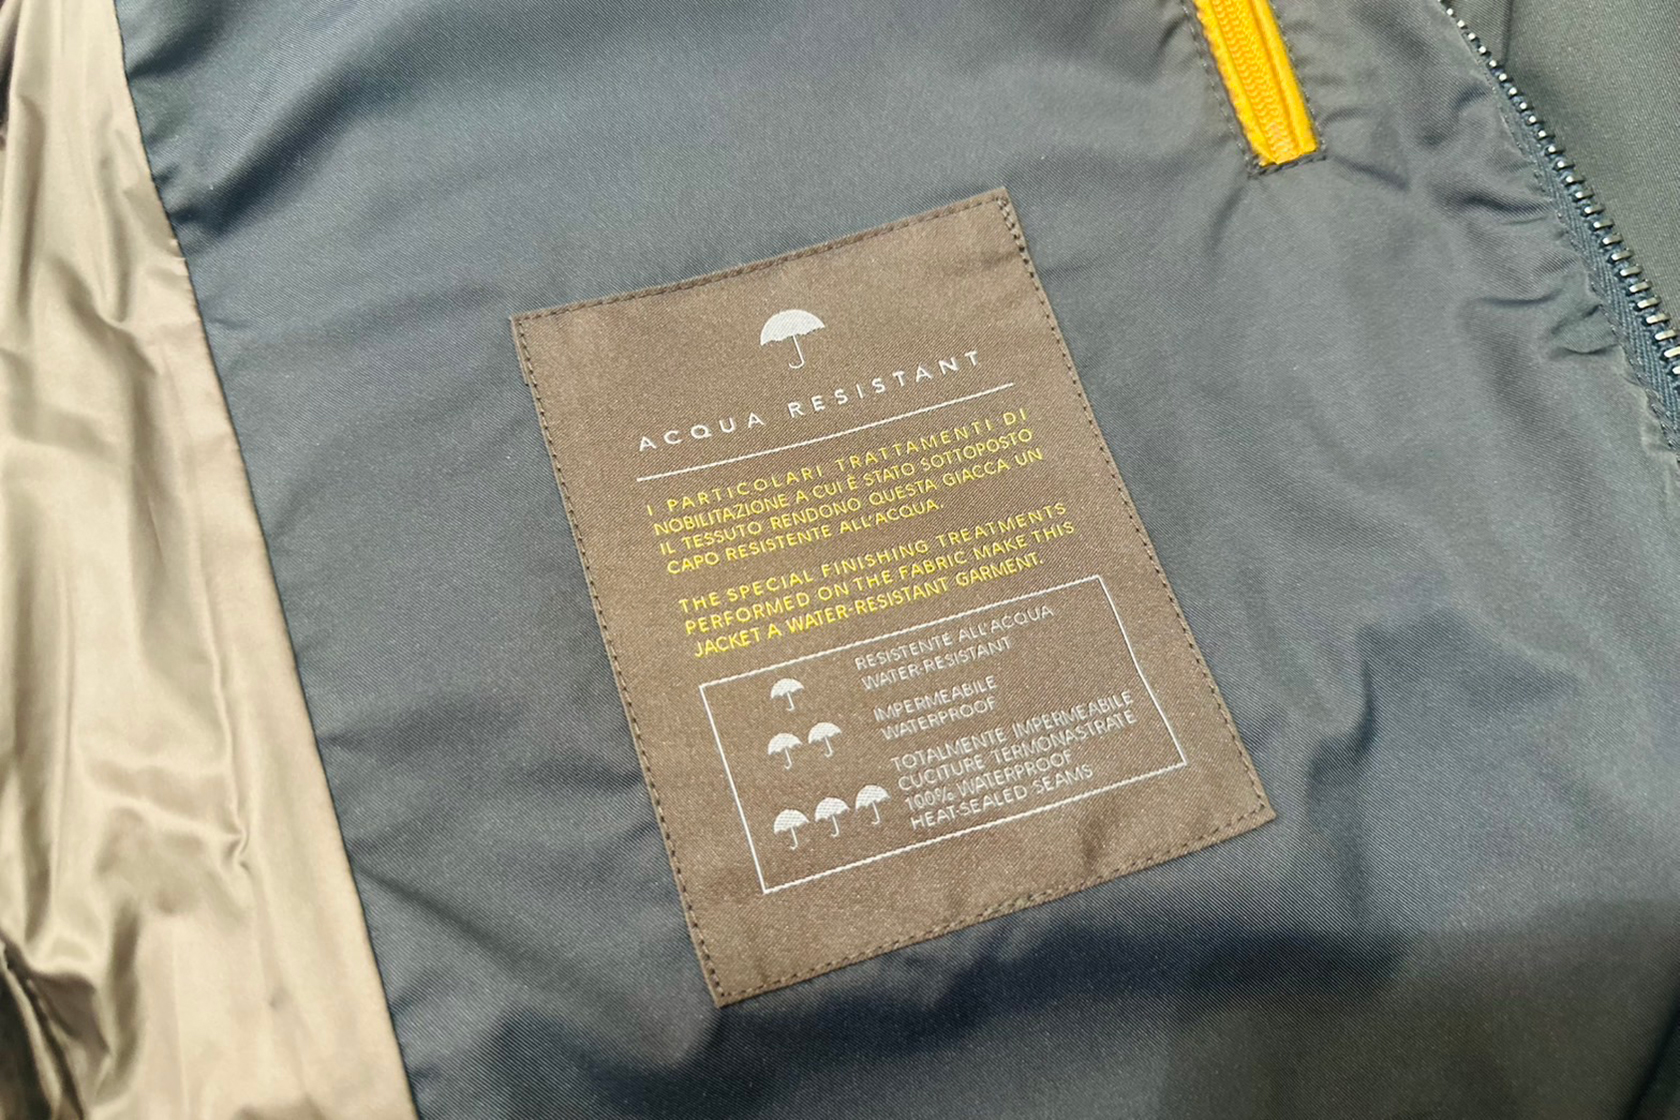 ACQUA RESISTANT
I PARTICOLARI TRATTAMENTI DI
NOBILITAZIONE A CUI È STATO SOTTOPOSTO
IL TESSUTO RENDONO QUESTA GIACCA UN
CAPO RESISTENTE ALL'ACQUA.
THE SPECIAL FINISHING TREATMENTS
PERFORMED ON THE FABRIC MAKE THIS
JACKET A WATER-RESISTANT GARMENT.
RESISTENTE ALL'ACQUA
WATER-RESISTANT
IMPERMEABILE
WATERPROOF
TOTALMENTE IMPERMEABILE
CUCITURE TERMONASTRATE
100% WATERPROOF
HEAT-SEALED SEAMS